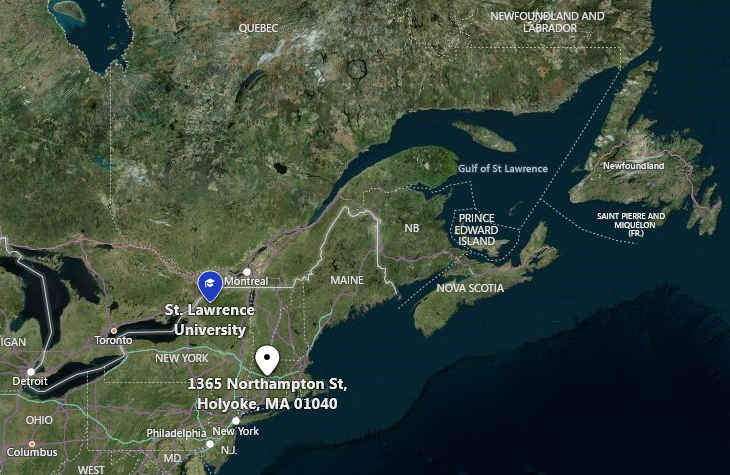 NEWFOUNDLAND AND
LABRADOR
QUEBEC
Gulf of St Lawrence
Newfoundland
PRINCE
EDWARD
ISLAND
SAINT PIERRE AND
MIQUELON
(FR.)
NB
Montreal
MAINE
NOVA SCOTIA
St. Lawrence
University
Toronto
IGAN
NEW YORK
Detroit
1365 Northampton St,
Holyoke, MA 01040
OHIO
Philadelphia
New York
Columbus
N.J.
MD.
WEST